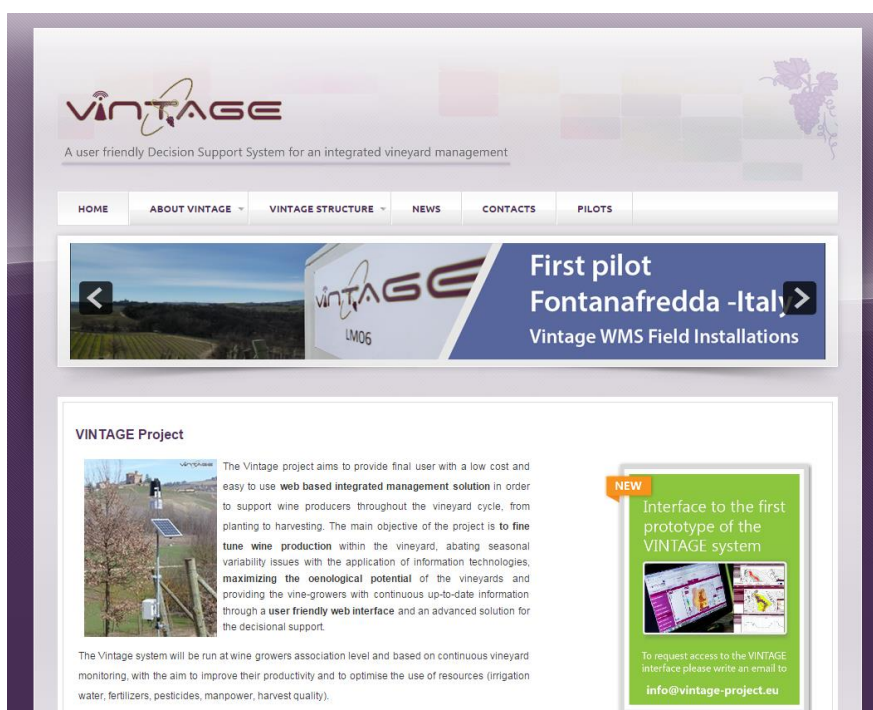 VINTAGE
A user friendly Decision Support System for an integrated vineyard management
HOME
ABOUT VINTAGE
VINTAGE STRUCTURE
NEWS
CONTACTS
PILOTS
VINTAGE
LM06
First pilot
Fontanafredda -Italy
Vintage WMS Field Installations
VINTAGE Project
VINTAGE
The Vintage project aims to provide final user with a low cost and
easy to use web based integrated management solution in order
to support wine producers throughout the vineyard cycle, from
planting to harvesting. The main objective of the project is to fine
tune wine production within the vineyard, abating seasonal
variability issues with the application of information technologies,
maximizing the oenological potential of the vineyards and
providing the vine-growers with continuous up-to-date information
through a user friendly web interface and an advanced solution for
the decisional support.
The Vintage system will be run at wine growers association level and based on continuous vineyard
monitoring, with the aim to improve their productivity and to optimise the use of resources (irrigation
water, fertilizers, pesticides, manpower, harvest quality).
NEW
Interface to the first
prototype of the
VINTAGE system
To request access to the VINTAGE
interface please write an email to
info@vintage-project.eu